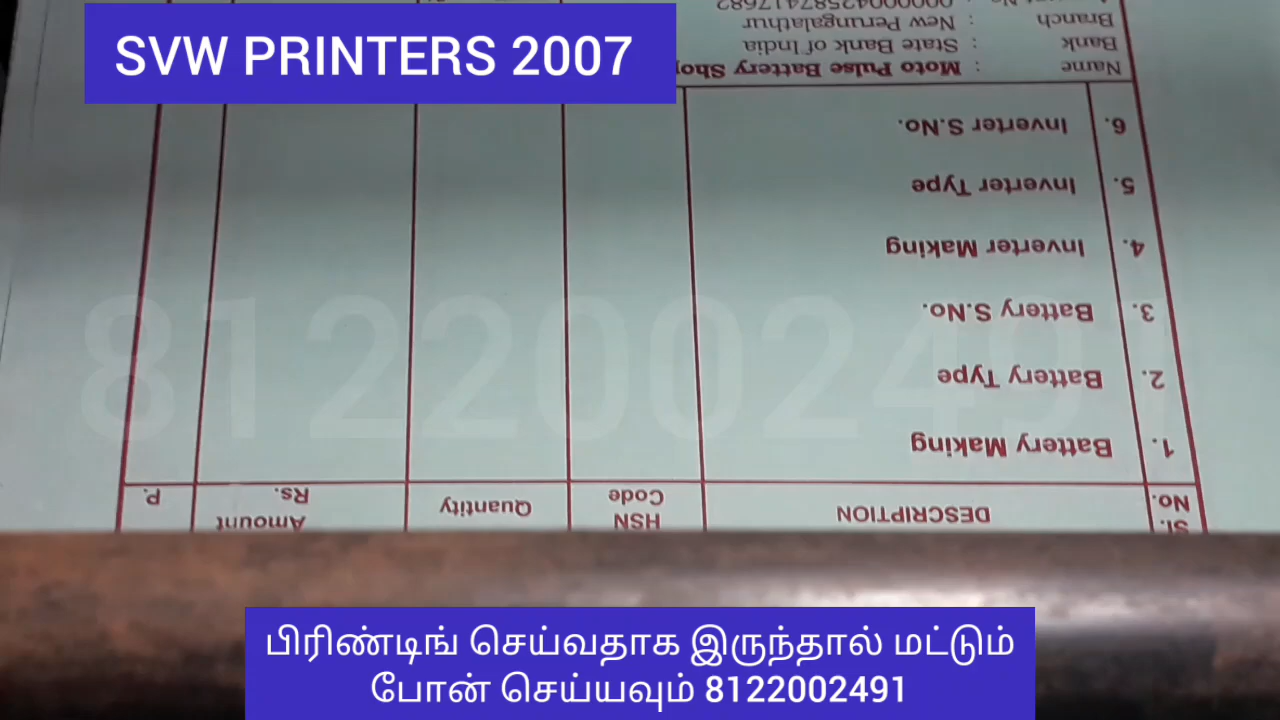 SVW PRINTERS 2007
Sl. No. DESCRIPTION HSN Code Quantity Amount Rs. P.
1. Battery Making
2. Battery Type
3. Battery S.No.
4. Inverter Making
5. Inverter Type
6. Inverter S.No.
Name : Moto Pulse Battery Shop
Bank : State Bank of India
Branch : New Perungalathur
8122002491
பிரிண்டிங் செய்வதாக இருந்தால் மட்டும்
போன் செய்யவும் 8122002491